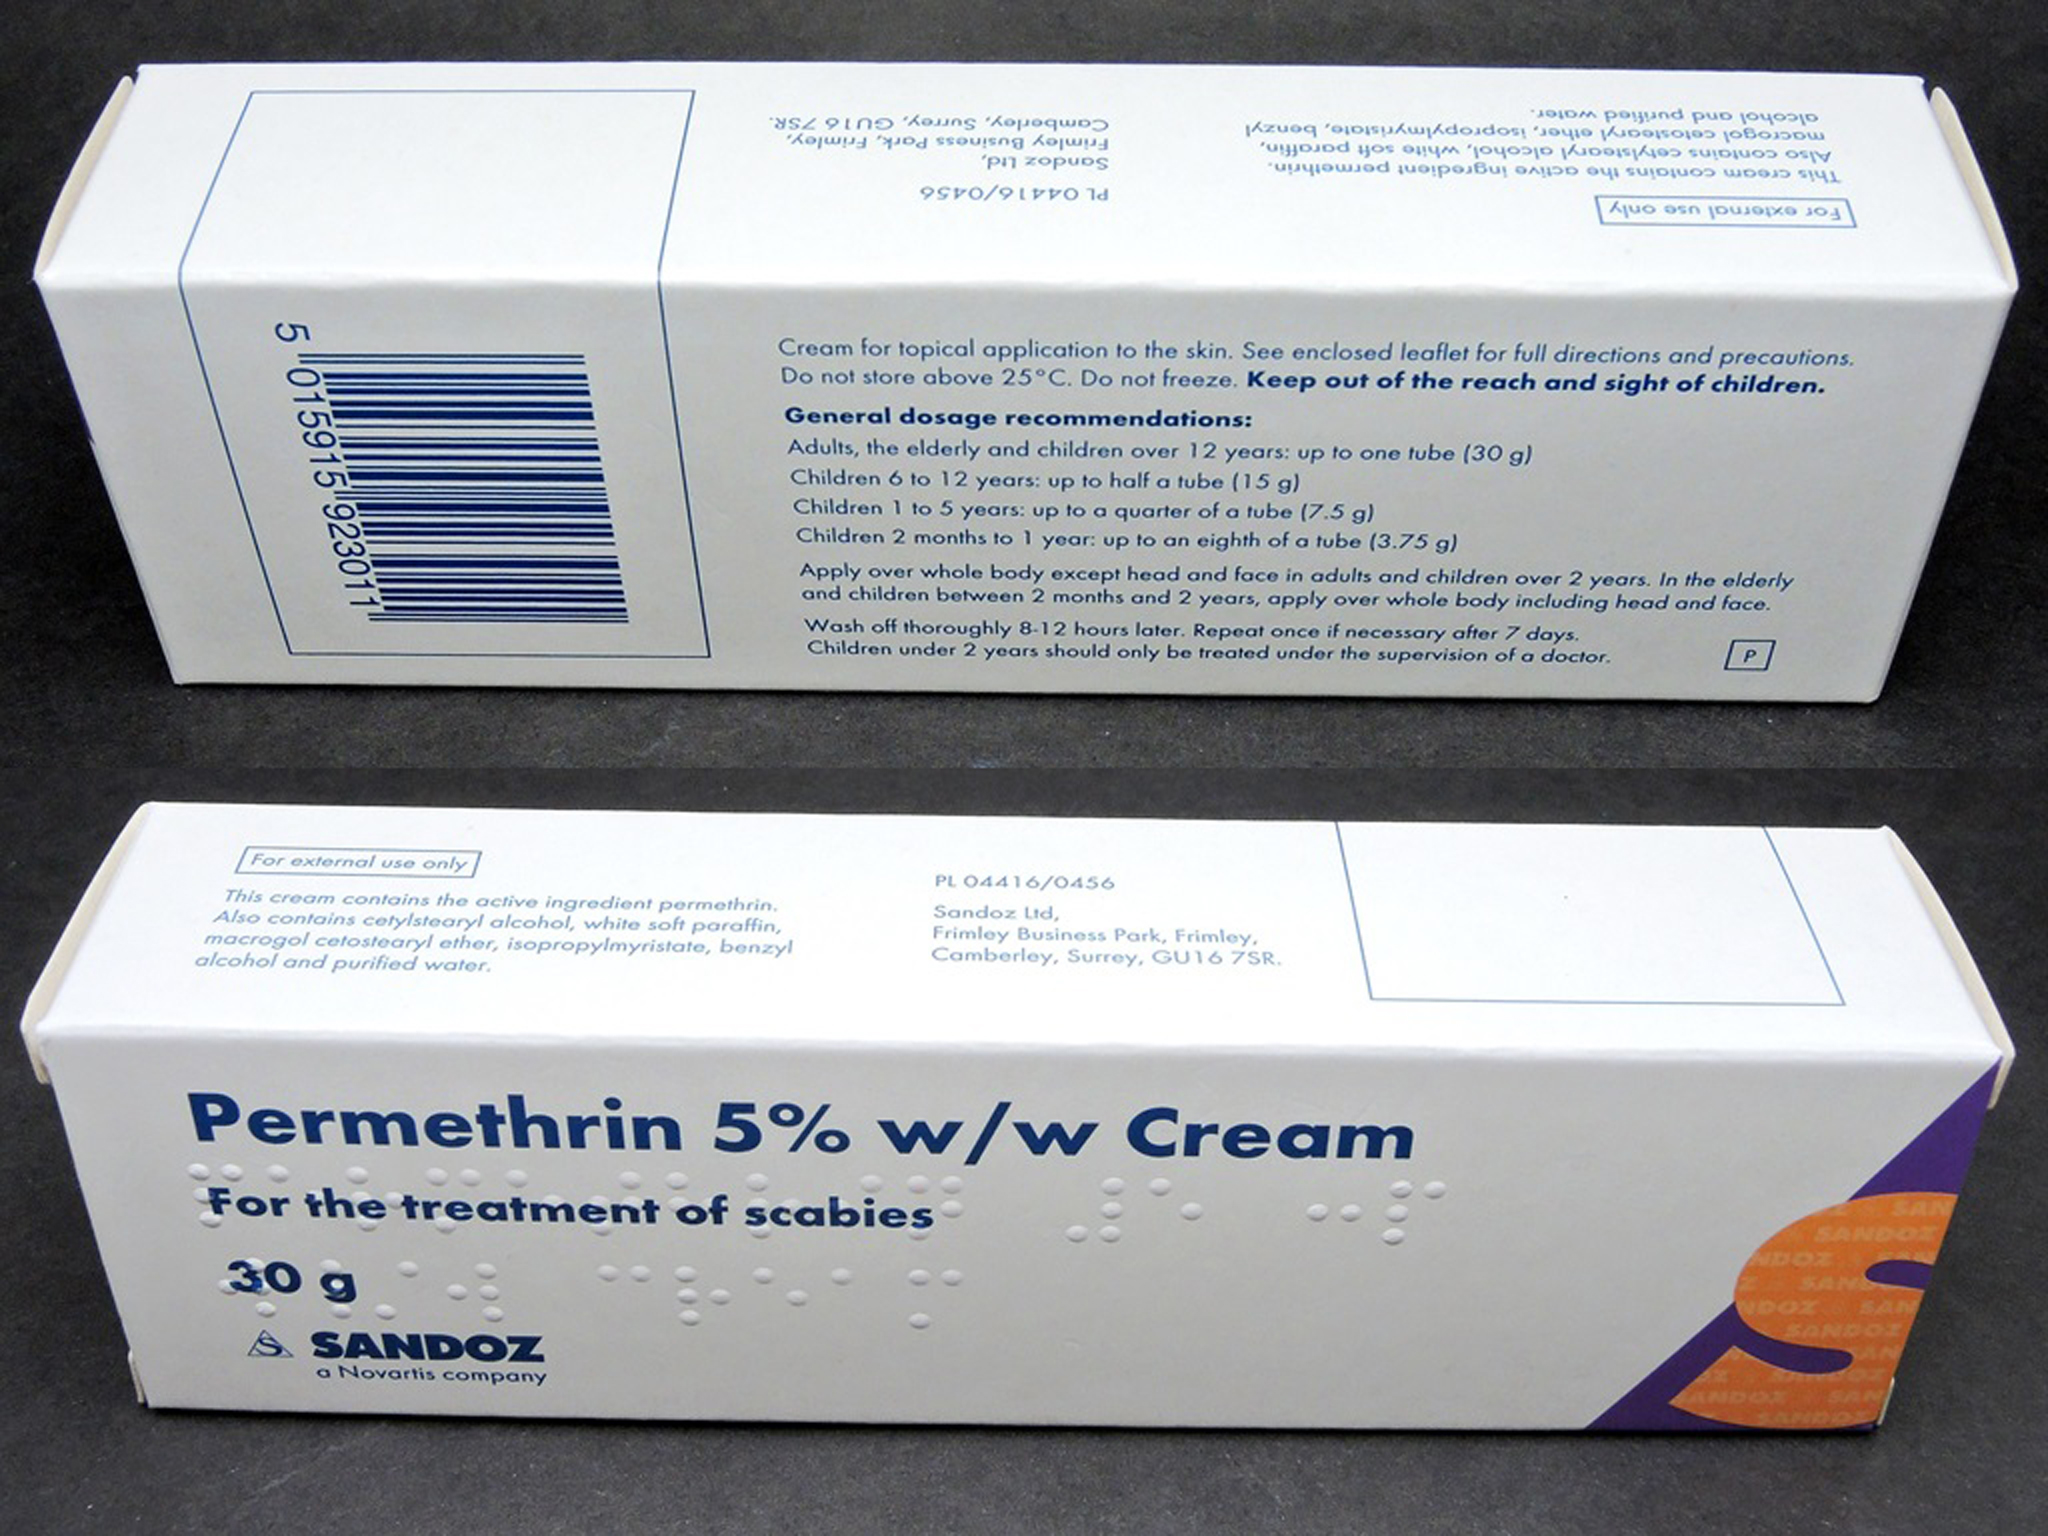 alcohol and purified water.
macrogol cetostearyl ether, isopropylmyristate, benzyl
Also contains cetylstearyl alcohol, white soft paraffin,
This cream contains the active ingredient permethrin.
For external use only
Camberley, Surrey, GU16 7SR.
Frimley Business Park, Frimley,
Sandoz Ltd,
PL 04416/0456
5 015915 923011
Cream for topical application to the skin. See enclosed leaflet for full directions and precautions.
Do not store above 25°C. Do not freeze. Keep out of the reach and sight of children.
General dosage recommendations:
Adults, the elderly and children over 12 years: up to one tube (30 g)
Children 6 to 12 years: up to half a tube (15 g)
Children 1 to 5 years: up to a quarter of a tube (7.5 g)
Children 2 months to 1 year: up to an eighth of a tube (3.75 g)
Apply over whole body except head and face in adults and children over 2 years. In the elderly
and children between 2 months and 2 years, apply over whole body including head and face.
Wash off thoroughly 8-12 hours later. Repeat once if necessary after 7 days.
Children under 2 years should only be treated under the supervision of a doctor.
P
For external use only
This cream contains the active ingredient permethrin.
Also contains cetylstearyl alcohol, white soft paraffin,
macrogol cetostearyl ether, isopropylmyristate, benzyl
alcohol and purified water.
PL 04416/0456
Sandoz Ltd,
Frimley Business Park, Frimley,
Camberley, Surrey, GU16 7SR.
Permethrin 5% w/w Cream
For the treatment of scabies
30 g
S SANDOZ
a Novartis company